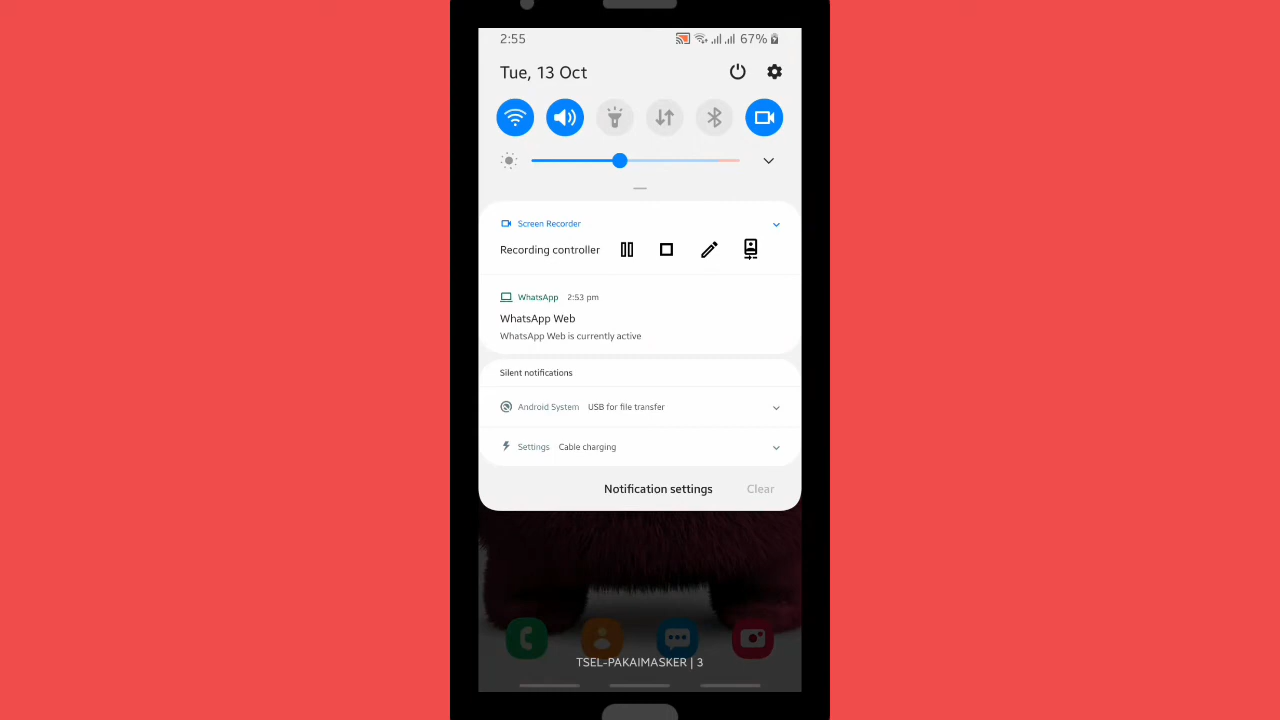 2:55 67%
Tue, 13 Oct
Screen Recorder
Recording controller
WhatsApp 2:53 pm
WhatsApp Web
WhatsApp Web is currently active
Silent notifications
Android System USB for file transfer
Settings Cable charging
Notification settings Clear
TSEL-PAKAIMASKER | 3